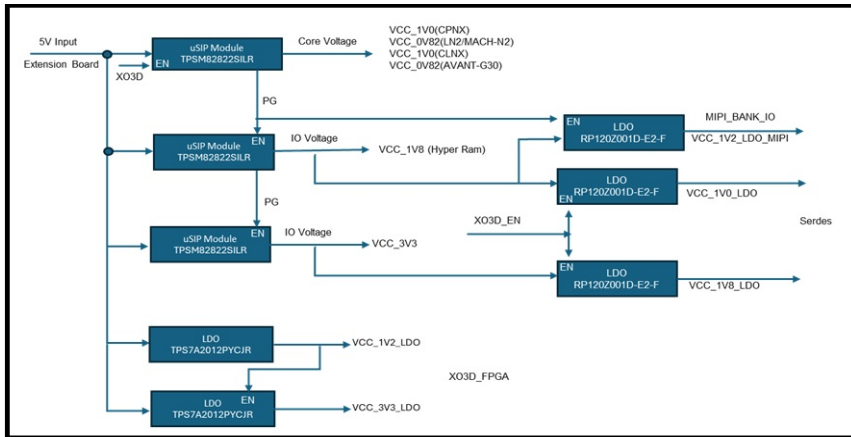 5V Input
Extension Board
XO3D
EN
uSIP Module
TPSM82822SILR
Core Voltage
VCC_1V0(CPNX)
VCC_0V82(LN2/MACH-N2)
VCC_1V0(CLNX)
VCC_0V82(AVANT-G30)
PG
EN
uSIP Module
TPSM82822SILR
IO Voltage
VCC_1V8 (Hyper Ram)
EN
LDO
RP120Z001D-E2-F
MIPI_BANK_IO
VCC_1V2_LDO_MIPI
LDO
RP120Z001D-E2-F
EN
VCC_1V0_LDO
PG
EN
uSIP Module
TPSM82822SILR
IO Voltage
VCC_3V3
XO3D_EN
Serdes
EN
LDO
RP120Z001D-E2-F
VCC_1V8_LDO
LDO
TPS7A2012PYCJR
VCC_1V2_LDO
XO3D_FPGA
LDO
EN
TPS7A2012PYCJR
VCC_3V3_LDO